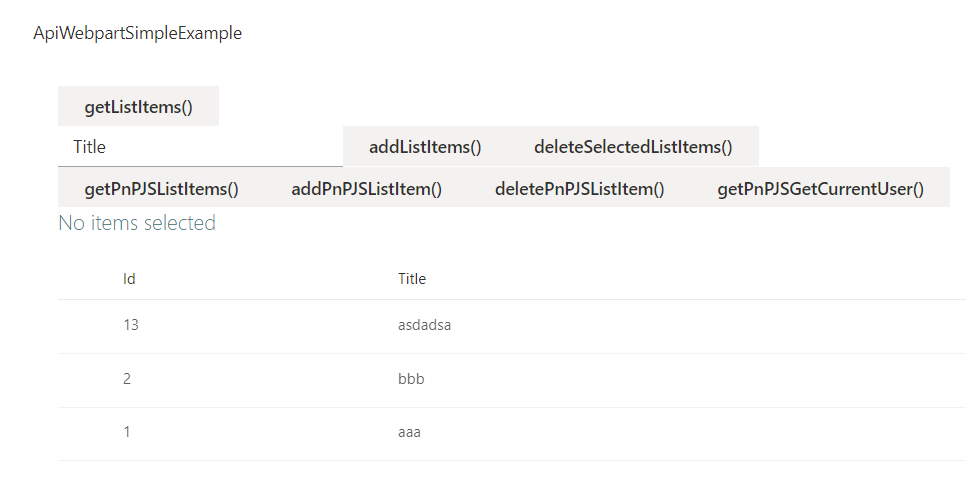 ApiWebpartSimpleExample
getListItems()
Title addListItems() deleteSelectedListItems()
getPnPJSListItems() addPnPJSListItem() deletePnPJSListItem() getPnPJSGetCurrentUser()
No items selected
Id Title
13 asdadsa
2 bbb
1 aaa